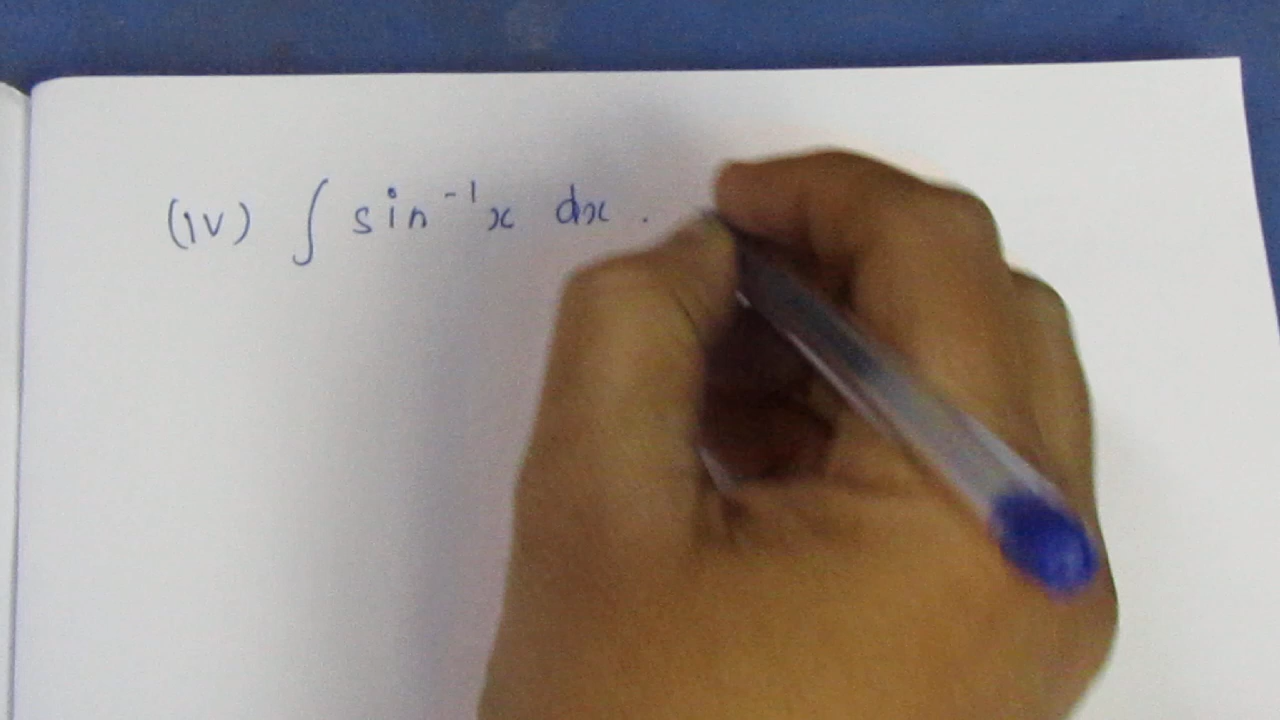 (IV) ∫ sin⁻¹x dx .